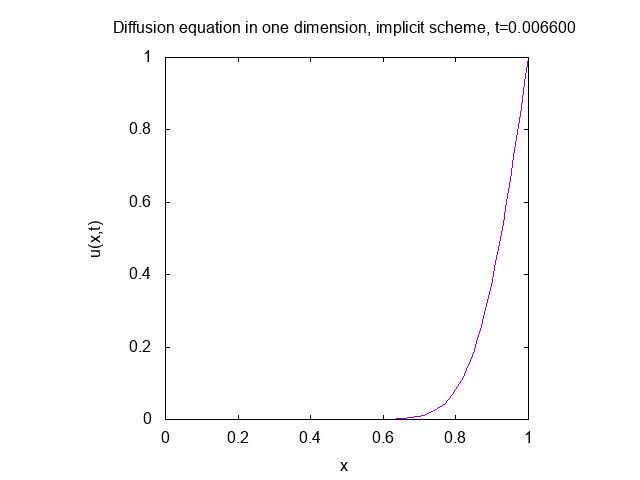 Diffusion equation in one dimension, implicit scheme, t=0.006600
1
0.8
0.6
0.4
0.2
0
u(x,t)
0 0.2 0.4 0.6 0.8 1
x